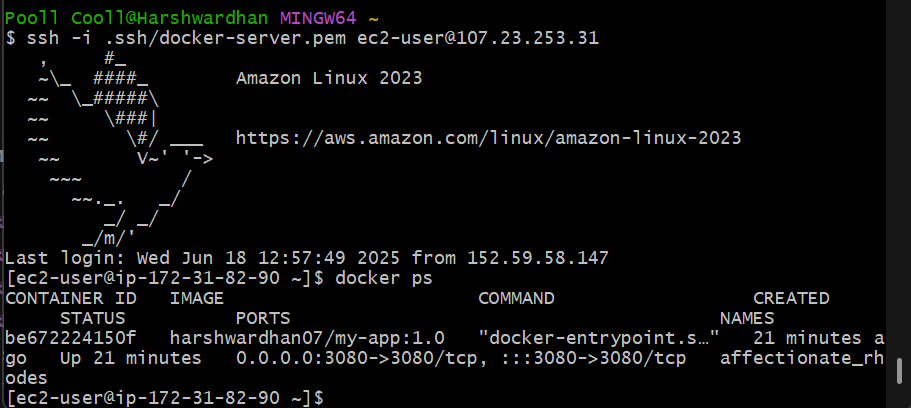 Pooll Cooll@Harshwardhan MINGW64 ~
$ ssh -i .ssh/docker-server.pem ec2-user@107.23.253.31
   ,     #_
   ~\_  ####_        Amazon Linux 2023
  ~~  \_#####\
  ~~     \###|
  ~~       \#/ ___   https://aws.amazon.com/linux/amazon-linux-2023
   ~~       V~' '->
    ~~~         /
      ~~._.   _/
         _/ _/
       _/m/'
Last login: Wed Jun 18 12:57:49 2025 from 152.59.58.147
[ec2-user@ip-172-31-82-90 ~]$ docker ps
CONTAINER ID   IMAGE                       COMMAND                  CREATED
     STATUS          PORTS                                       NAMES
be672224150f   harshwardhan07/my-app:1.0   "docker-entrypoint.s…"   21 minutes a
go   Up 21 minutes   0.0.0.0:3080->3080/tcp, :::3080->3080/tcp   affectionate_rh
odes
[ec2-user@ip-172-31-82-90 ~]$